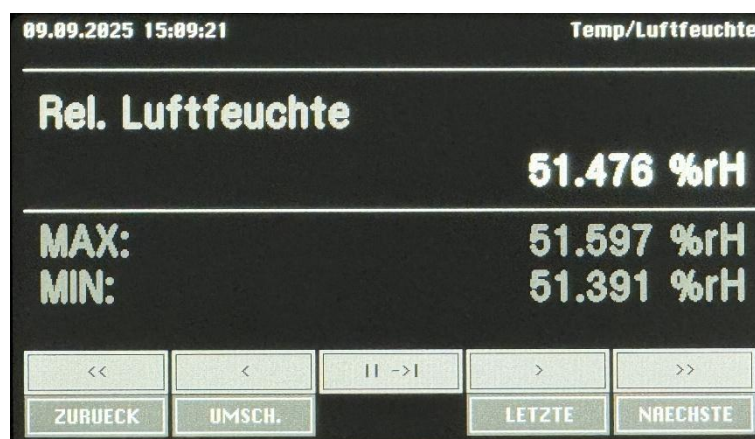 09.09.2025 15:09:21 Temp/Luftfeuchte
Rel. Luftfeuchte
51.476 %rH
MAX: 51.597 %rH
MIN: 51.391 %rH
<< < II ->I > >>
ZURUECK UMSCH. LETZTE NAECHSTE